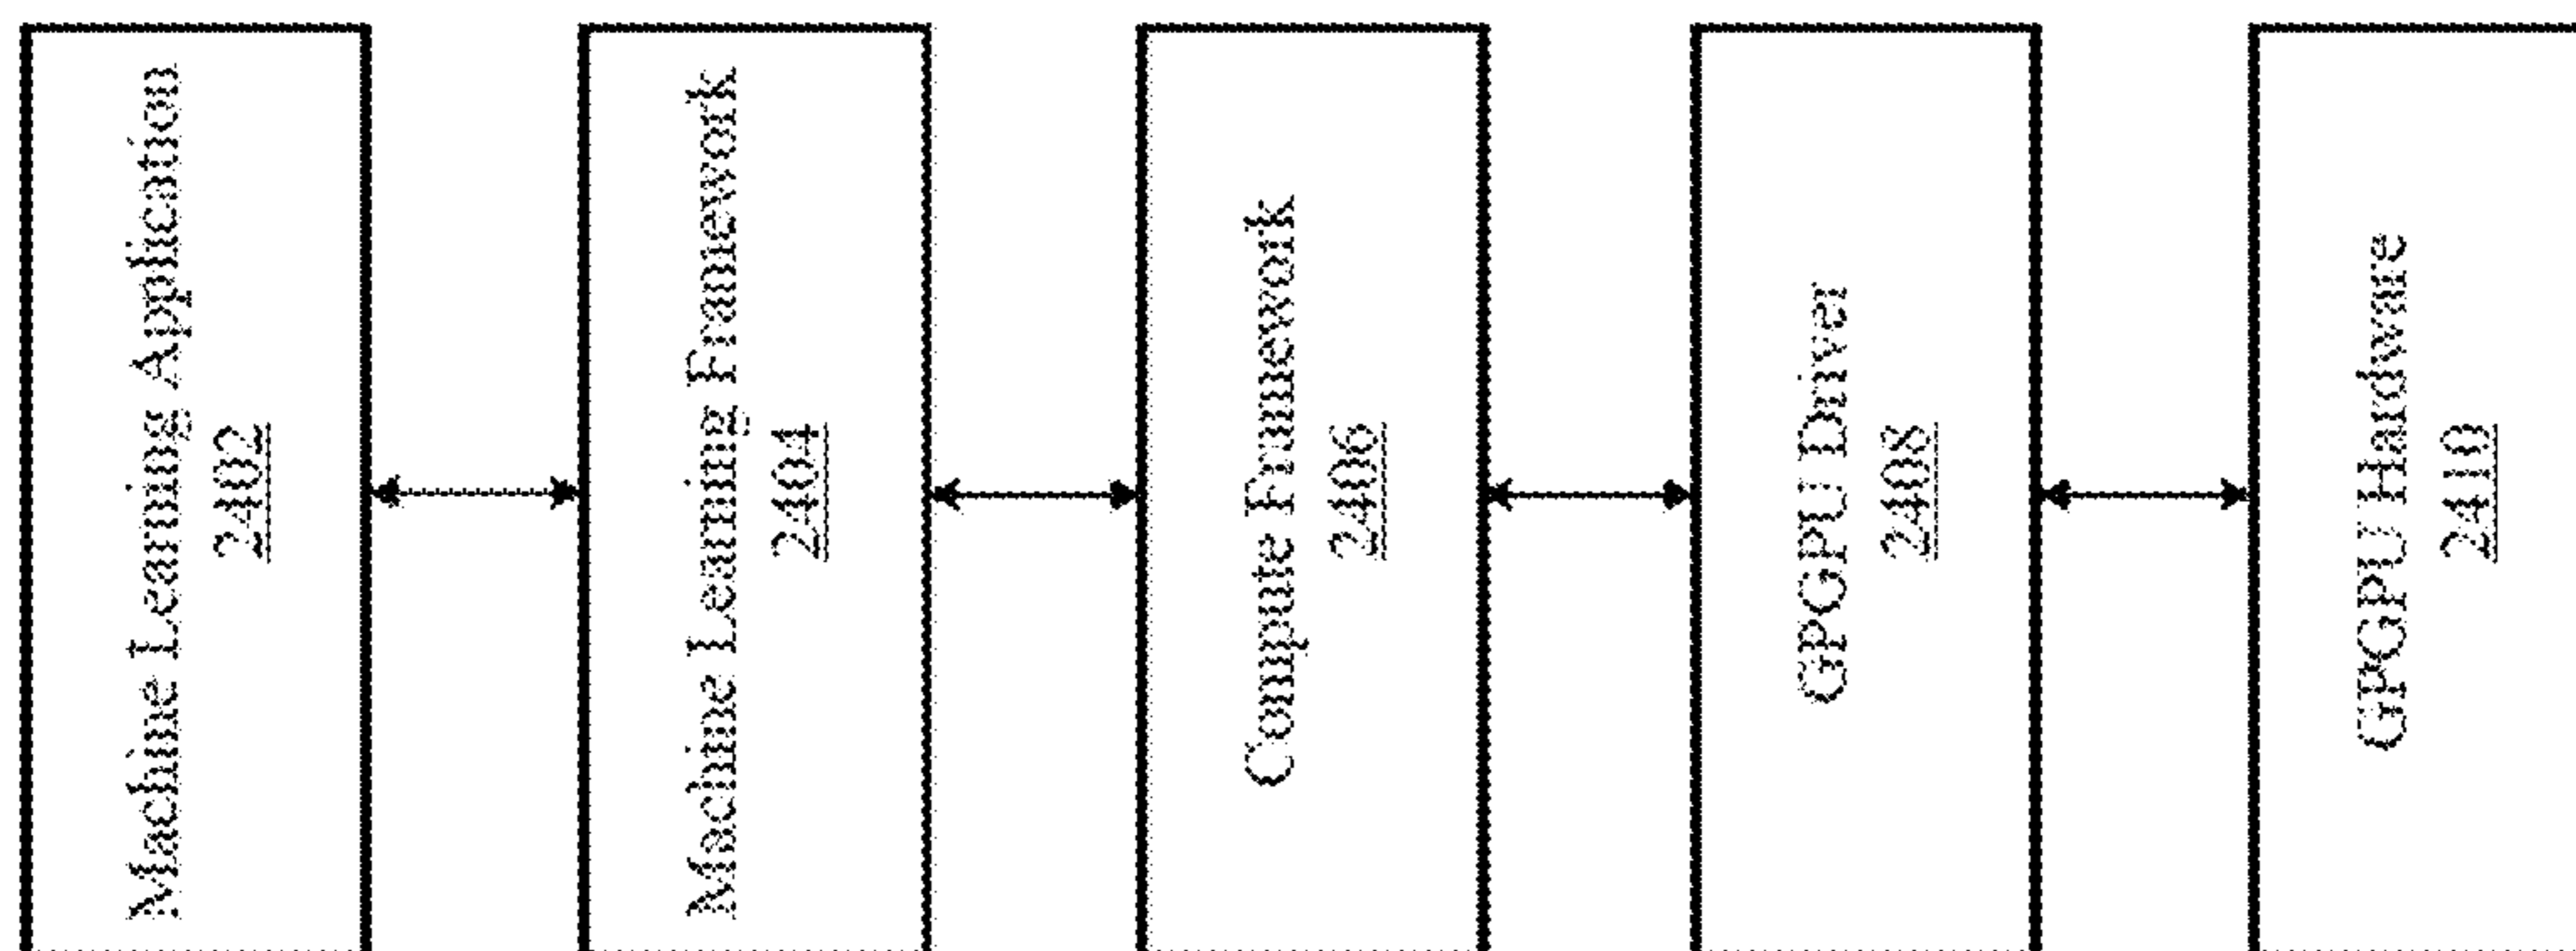 Machine Learning Application
2402
Machine Learning Framework
2404
Compute Framework
2406
GPGPU Driver
2408
GPGPU Hardware
2410